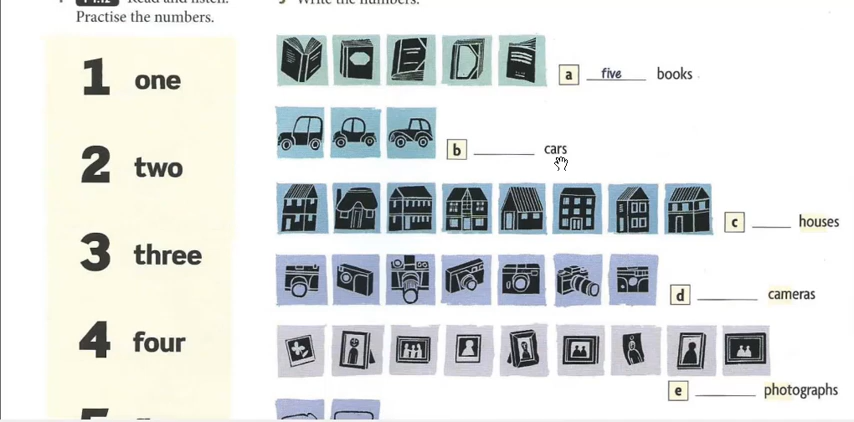 Practise the numbers.
1 one
2 two
3 three
4 four
a five books
b cars
c houses
d cameras
e photographs